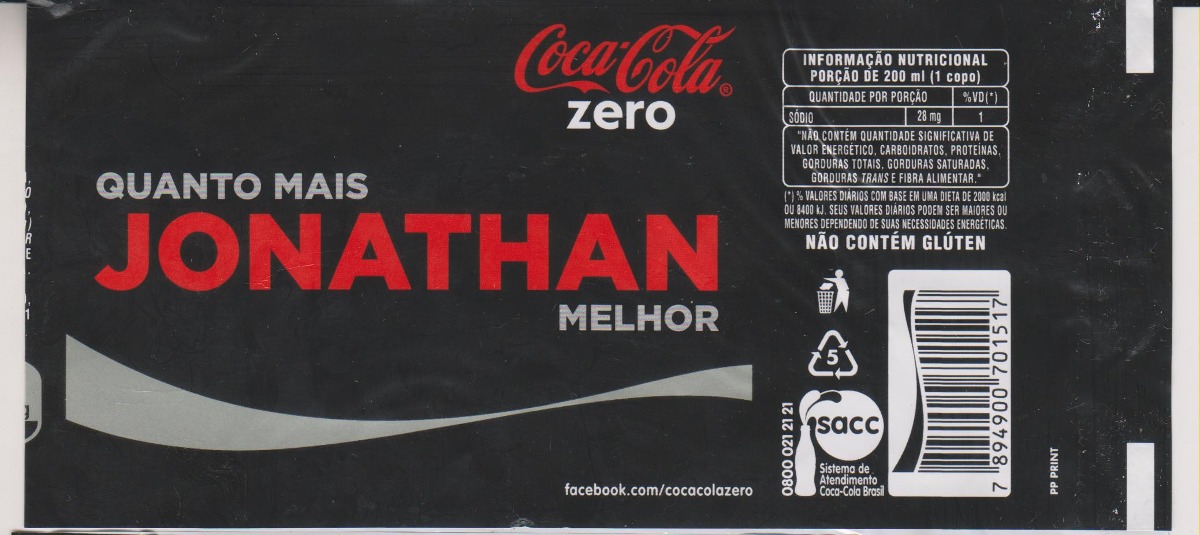 Coca-Cola®
zero
QUANTO MAIS
JONATHAN
MELHOR
facebook.com/cocacolazero
INFORMAÇÃO NUTRICIONAL
PORÇÃO DE 200 ml (1 copo)
QUANTIDADE POR PORÇÃO %VD(*)
SÓDIO 28 mg 1
"NÃO CONTÉM QUANTIDADE SIGNIFICATIVA DE
VALOR ENERGÉTICO, CARBOIDRATOS, PROTEÍNAS,
GORDURAS TOTAIS, GORDURAS SATURADAS,
GORDURAS TRANS E FIBRA ALIMENTAR."
(*) % VALORES DIÁRIOS COM BASE EM UMA DIETA DE 2000 kcal
OU 8400 kJ. SEUS VALORES DIÁRIOS PODEM SER MAIORES OU
MENORES DEPENDENDO DE SUAS NECESSIDADES ENERGÉTICAS.
NÃO CONTÉM GLÚTEN
5
0800 021 21 21
sacc
Sistema de
Atendimento
Coca-Cola Brasil
7 894900 701517
PP PRINT